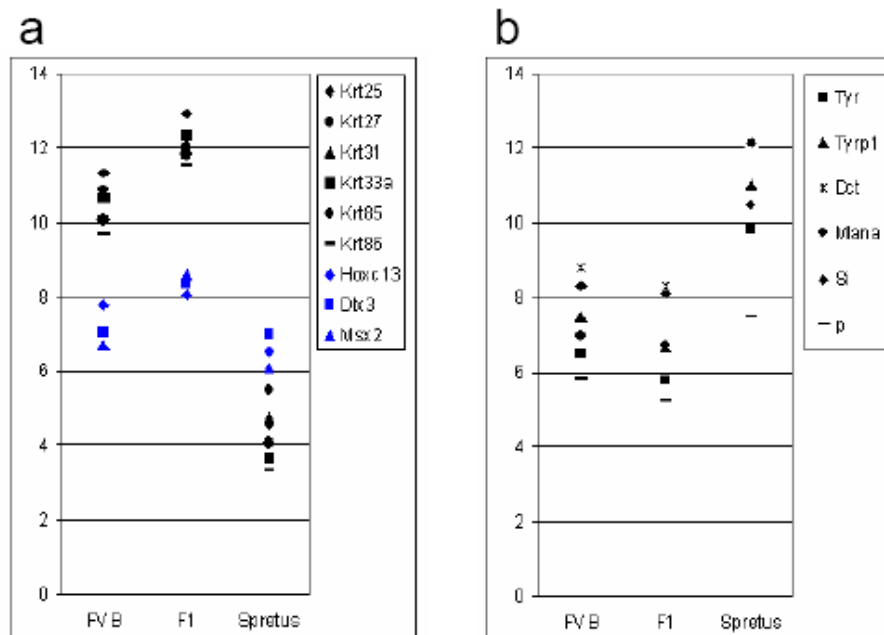 a
14
12
10
8
6
4
2
0
FVB
F1
Spretus
Krt25
Krt27
Krt31
Krt33a
Krt85
Krt86
Hoxc13
Dlx3
Msx2
b
14
12
10
8
6
4
2
0
FVB
F1
Spretus
Tyr
Tyrp1
Dct
Mana
Si
p